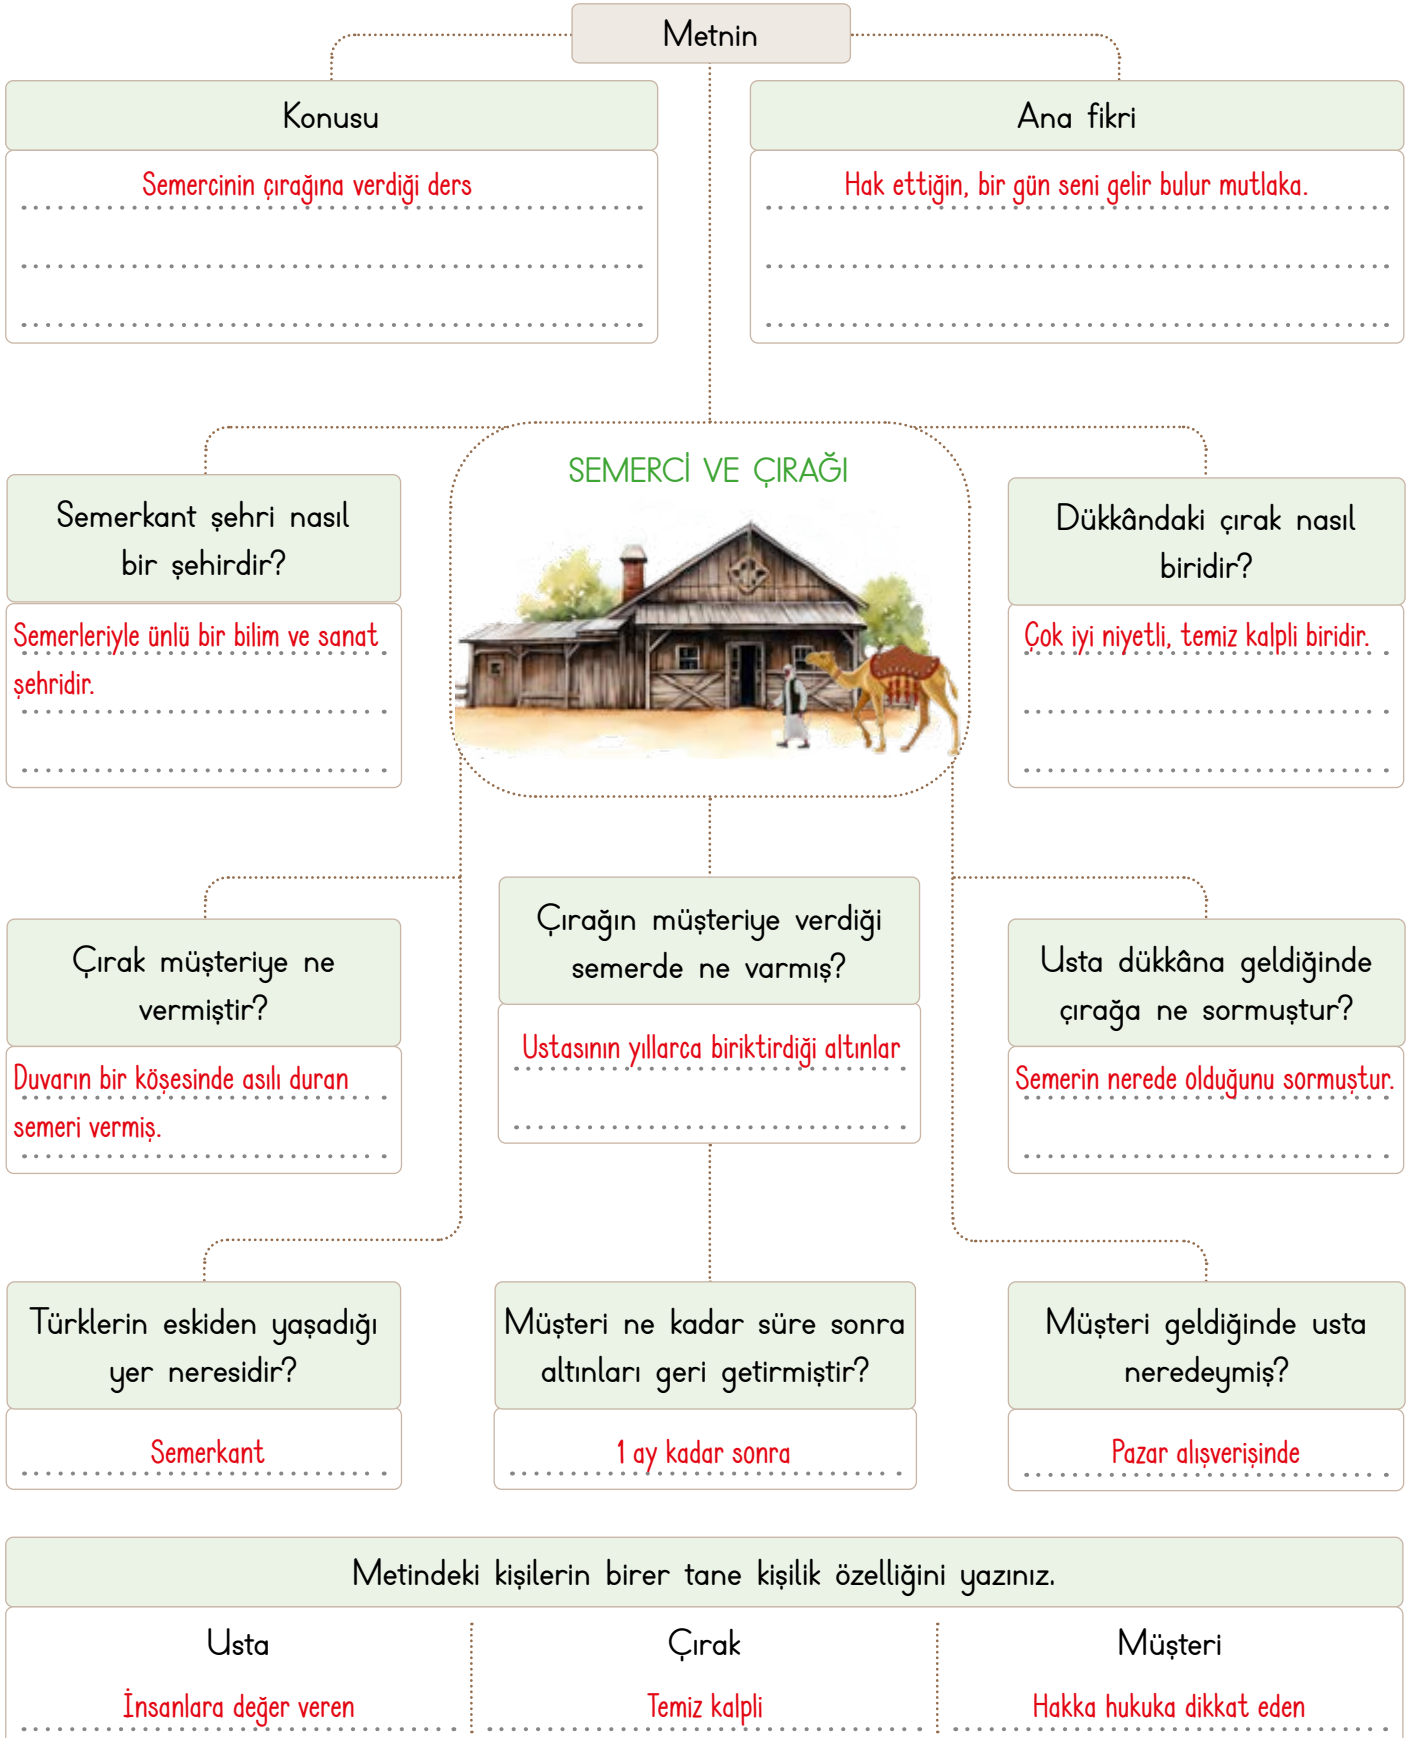 Metnin
Konusu
Semercinin çırağına verdiği ders
Ana fikri
Hak ettiğin, bir gün seni gelir bulur mutlaka.
SEMERCİ VE ÇIRAĞI
Semerkant şehri nasıl
bir şehirdir?
Semerleriyle ünlü bir bilim ve sanat
şehridir.
Dükkândaki çırak nasıl
biridir?
Çok iyi niyetli, temiz kalpli biridir.
Çırak müşteriye ne
vermiştir?
Duvarın bir köşesinde asılı duran
semeri vermiş.
Çırağın müşteriye verdiği
semerde ne varmış?
Ustasının yıllarca biriktirdiği altınlar
Usta dükkâna geldiğinde
çırağa ne sormuştur?
Semerin nerede olduğunu sormuştur.
Türklerin eskiden yaşadığı
yer neresidir?
Semerkant
Müşteri ne kadar süre sonra
altınları geri getirmiştir?
1 ay kadar sonra
Müşteri geldiğinde usta
neredeymiş?
Pazar alışverişinde
Metindeki kişilerin birer tane kişilik özelliğini yazınız.
Usta
İnsanlara değer veren
Çırak
Temiz kalpli
Müşteri
Hakka hukuka dikkat eden